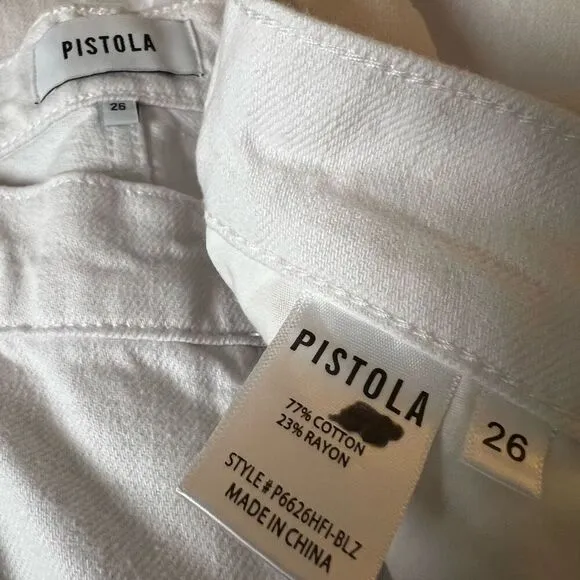 PISTOLA
26
PISTOLA
77% COTTON
23% RAYON
STYLE# P6626HFI-BLZ
MADE IN CHINA
26